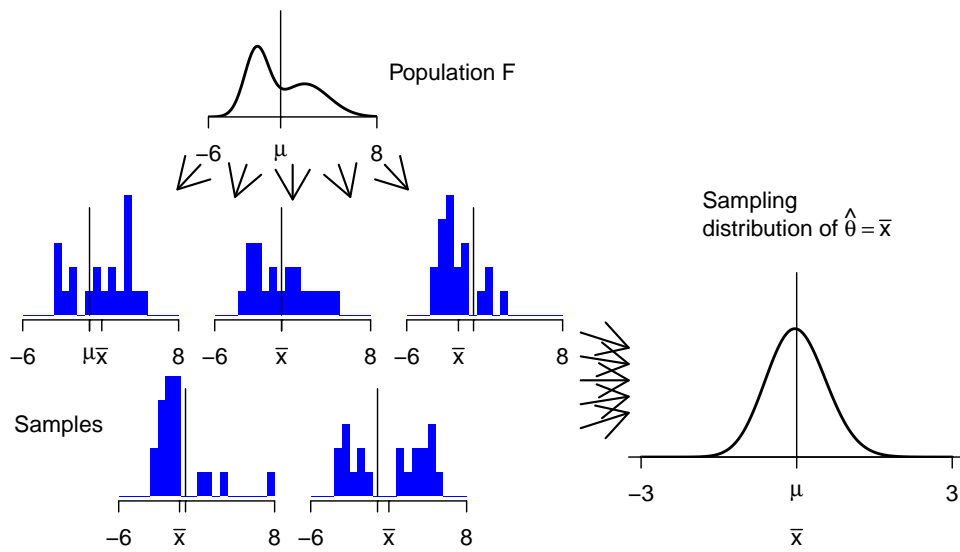 Population F
−6 μ 8
Sampling
distribution of θ̂ = x̄
−6 μ x̄ 8
−6 x̄ 8
−6 x̄ 8
Samples
−6 x̄ 8
−6 x̄ 8
−3 μ 3
x̄